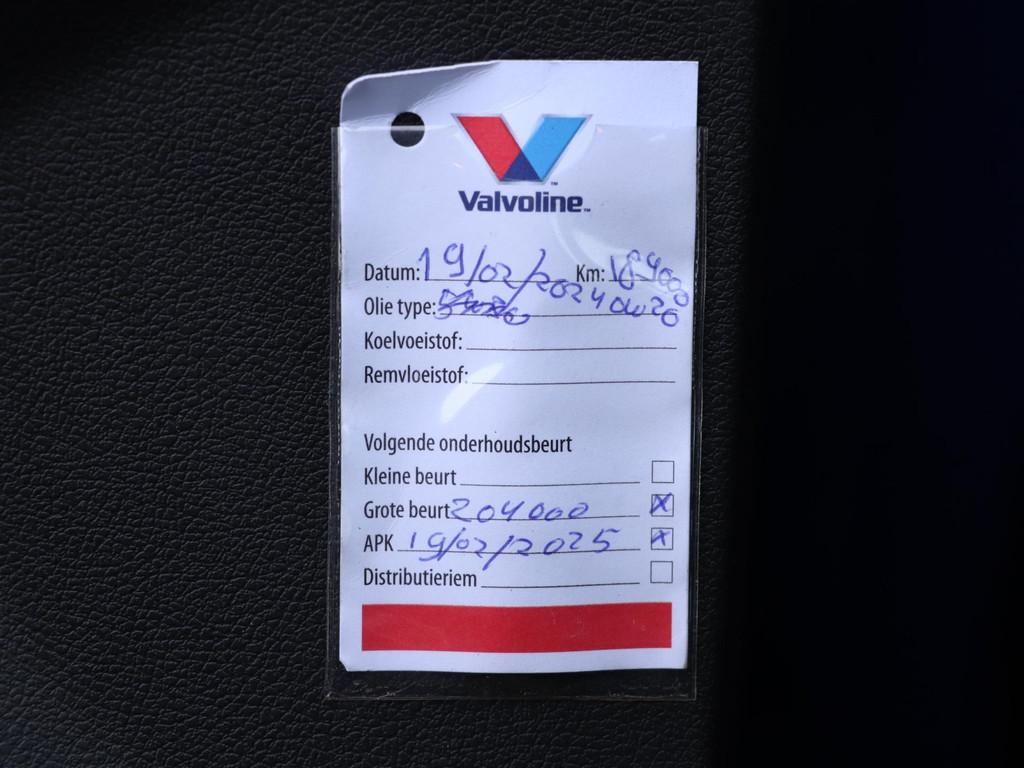 Valvoline™
Datum: 19/02/2024 Km: 184000
Olie type: 0W20
Koelvoeistof:
Remvloeistof:
Volgende onderhoudsbeurt
Kleine beurt
Grote beurt 204000 X
APK 19/02/2025 X
Distributieriem